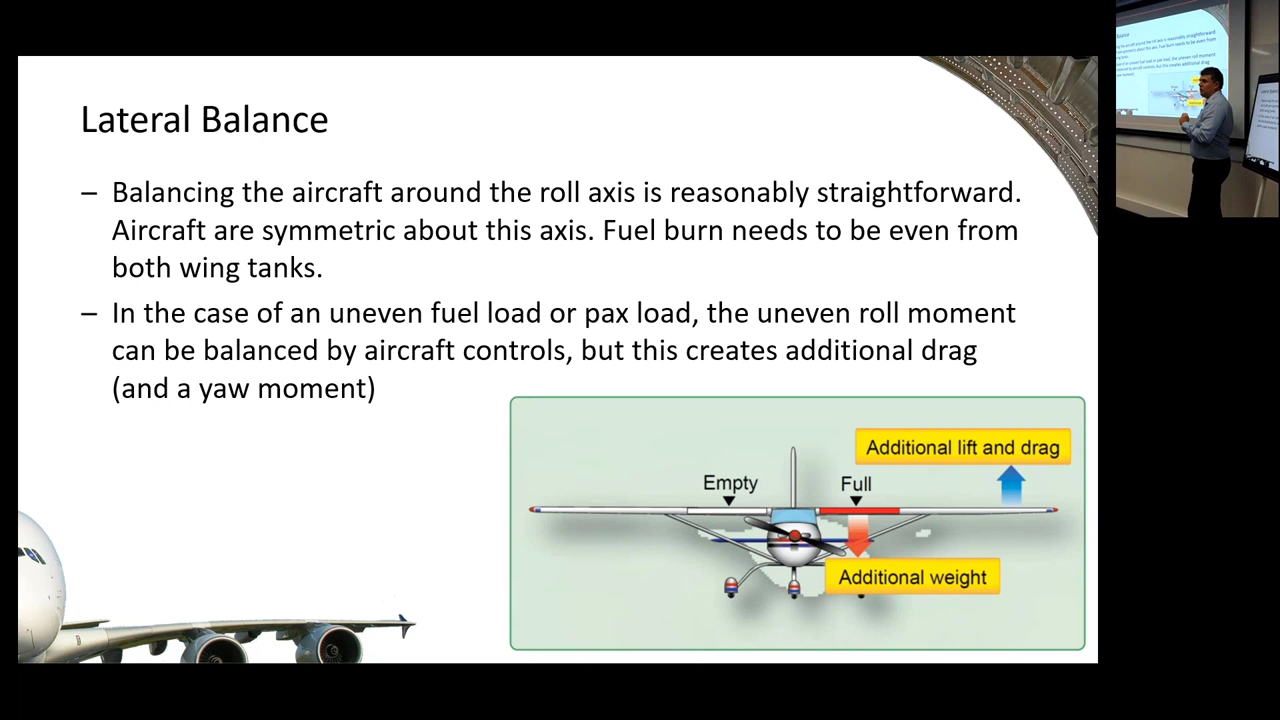 Lateral Balance
– Balancing the aircraft around the roll axis is reasonably straightforward.
Aircraft are symmetric about this axis. Fuel burn needs to be even from
both wing tanks.
– In the case of an uneven fuel load or pax load, the uneven roll moment
can be balanced by aircraft controls, but this creates additional drag
(and a yaw moment)
Additional lift and drag
Empty
Full
Additional weight